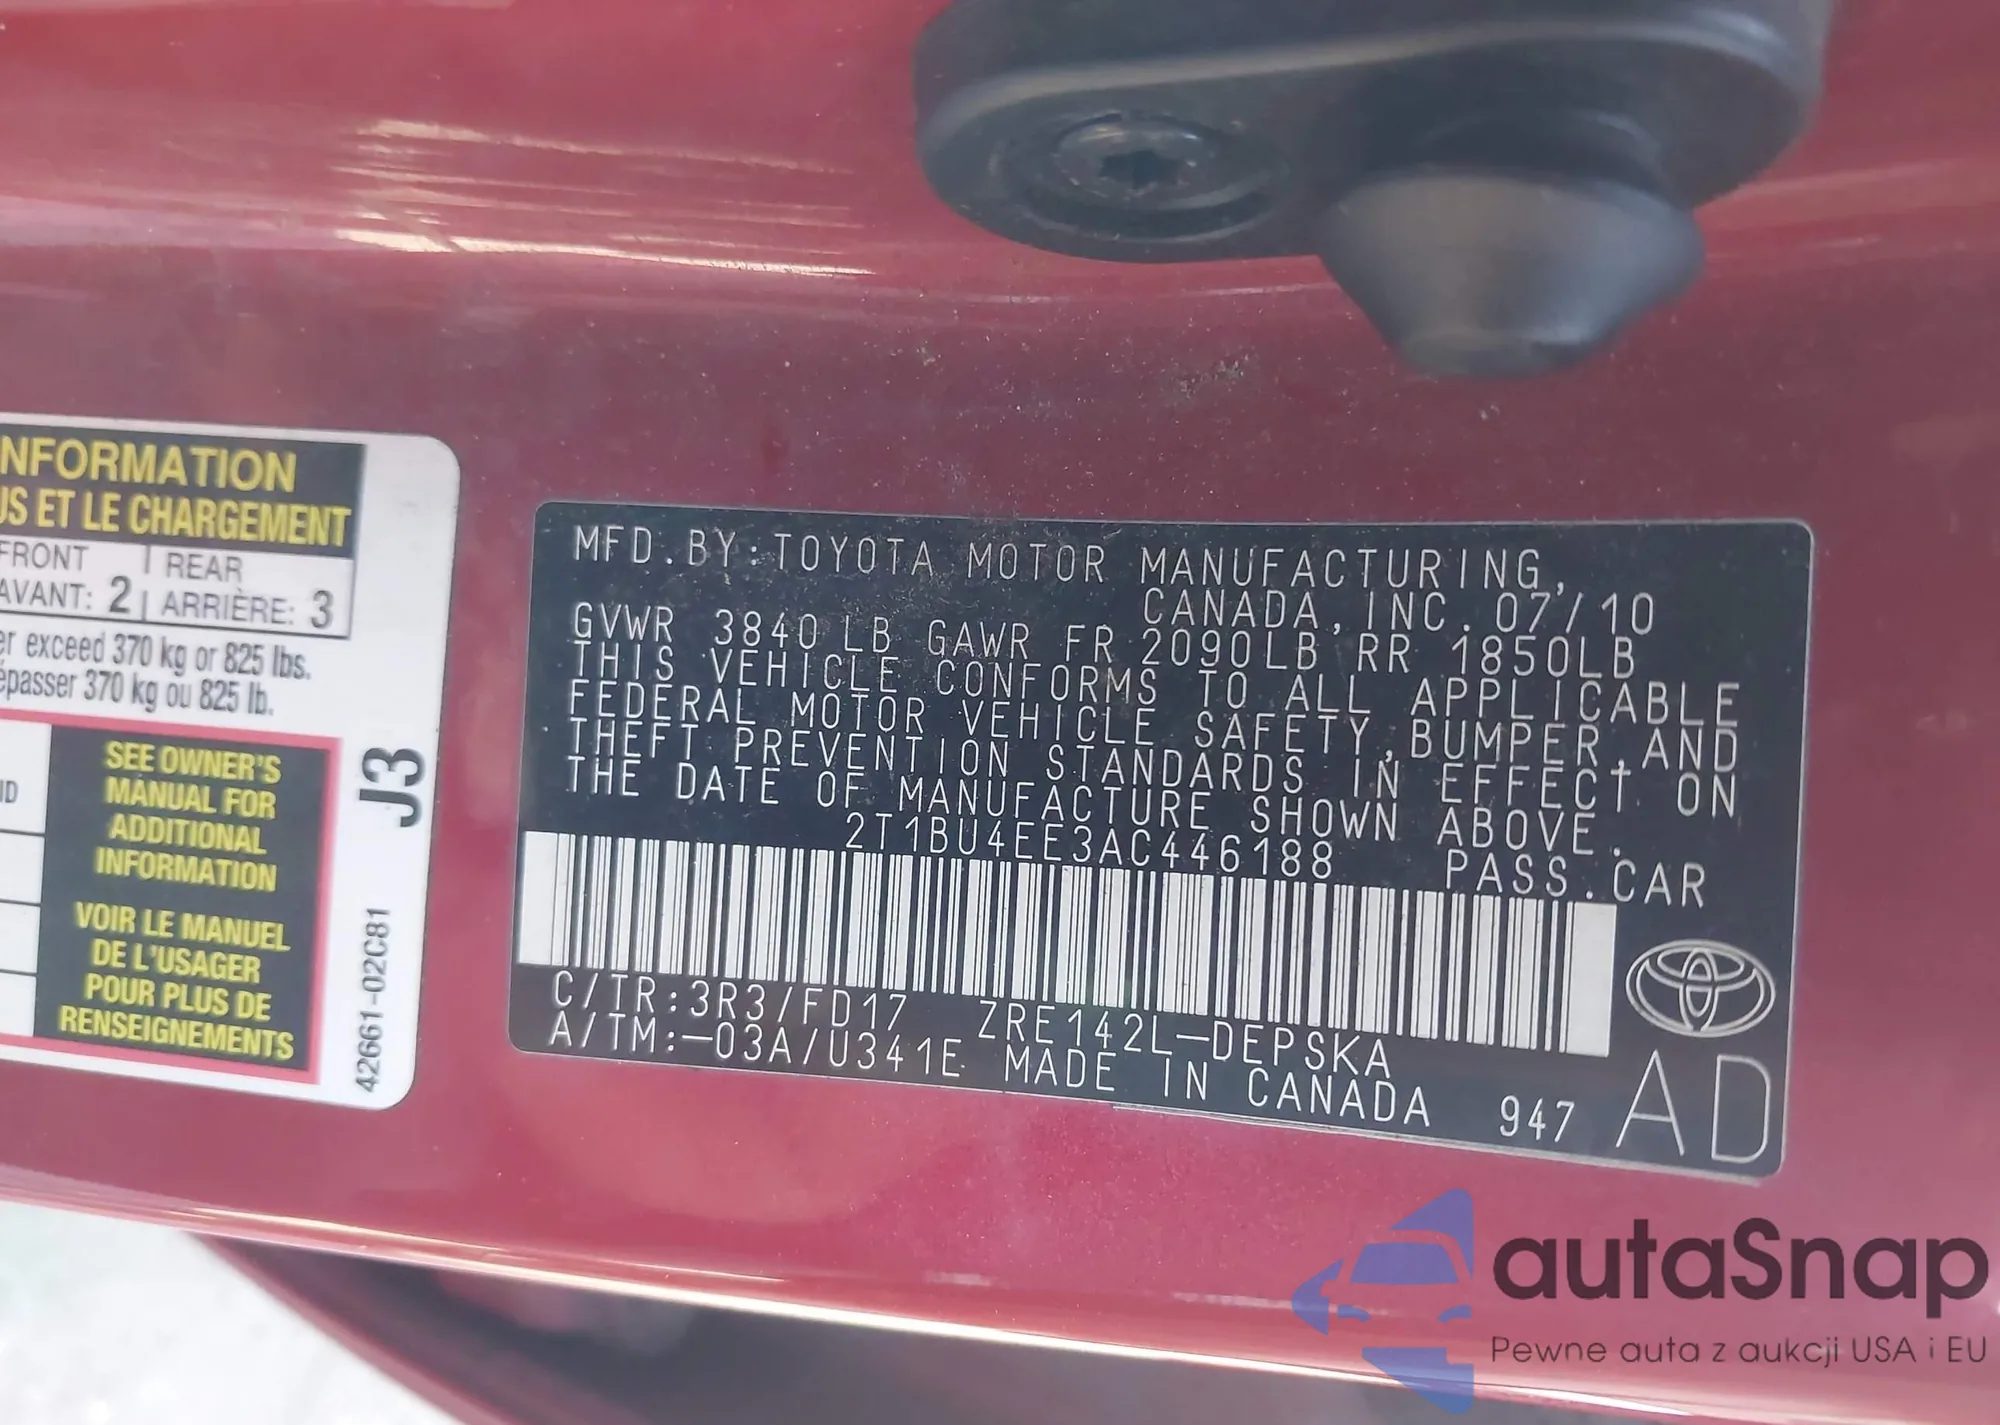 NFORMATION
US ET LE CHARGEMENT
FRONT | REAR
AVANT: 2 | ARRIÈRE: 3
er exceed 370 kg or 825 lbs.
épasser 370 kg ou 825 lb.
ND
SEE OWNER'S
MANUAL FOR
ADDITIONAL
INFORMATION
VOIR LE MANUEL
DE L'USAGER
POUR PLUS DE
RENSEIGNEMENTS
J3
42661-02C81
MFD.BY:TOYOTA MOTOR MANUFACTURING,
CANADA,INC. 07/10
GVWR 3840LB GAWR FR 2090LB RR 1850LB
THIS VEHICLE CONFORMS TO ALL APPLICABLE
FEDERAL MOTOR VEHICLE SAFETY,BUMPER,AND
THEFT PREVENTION STANDARDS IN EFFECT ON
THE DATE OF MANUFACTURE SHOWN ABOVE.
2T1BU4EE3AC446188 PASS.CAR
C/TR:3R3/FD17 ZRE142L-DEPSKA
A/TM:-03A/U341E MADE IN CANADA 947 AD
autaSnap
Pewne auta z aukcji USA i EU